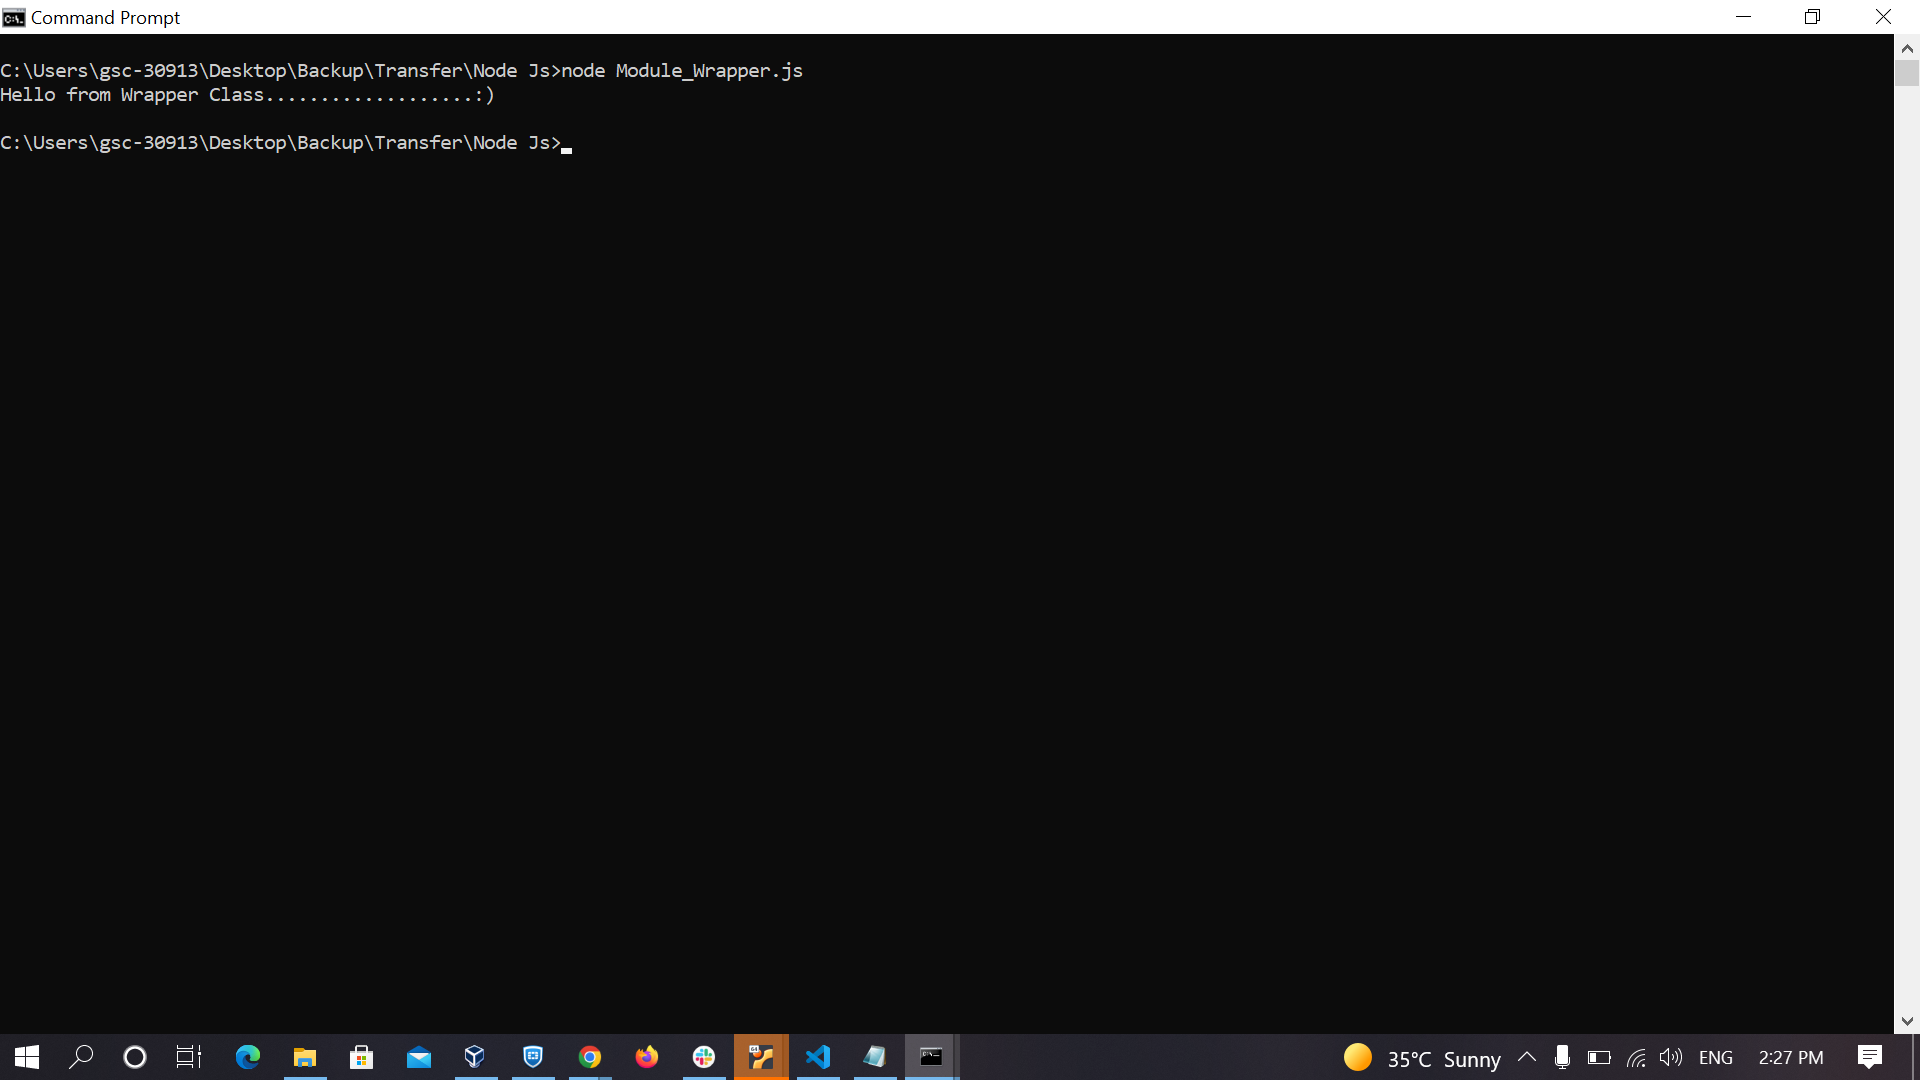 Command Prompt
C:\Users\gsc-30913\Desktop\Backup\Transfer\Node Js>node Module_Wrapper.js
Hello from Wrapper Class...................:)
C:\Users\gsc-30913\Desktop\Backup\Transfer\Node Js>
35°C Sunny ENG 2:27 PM